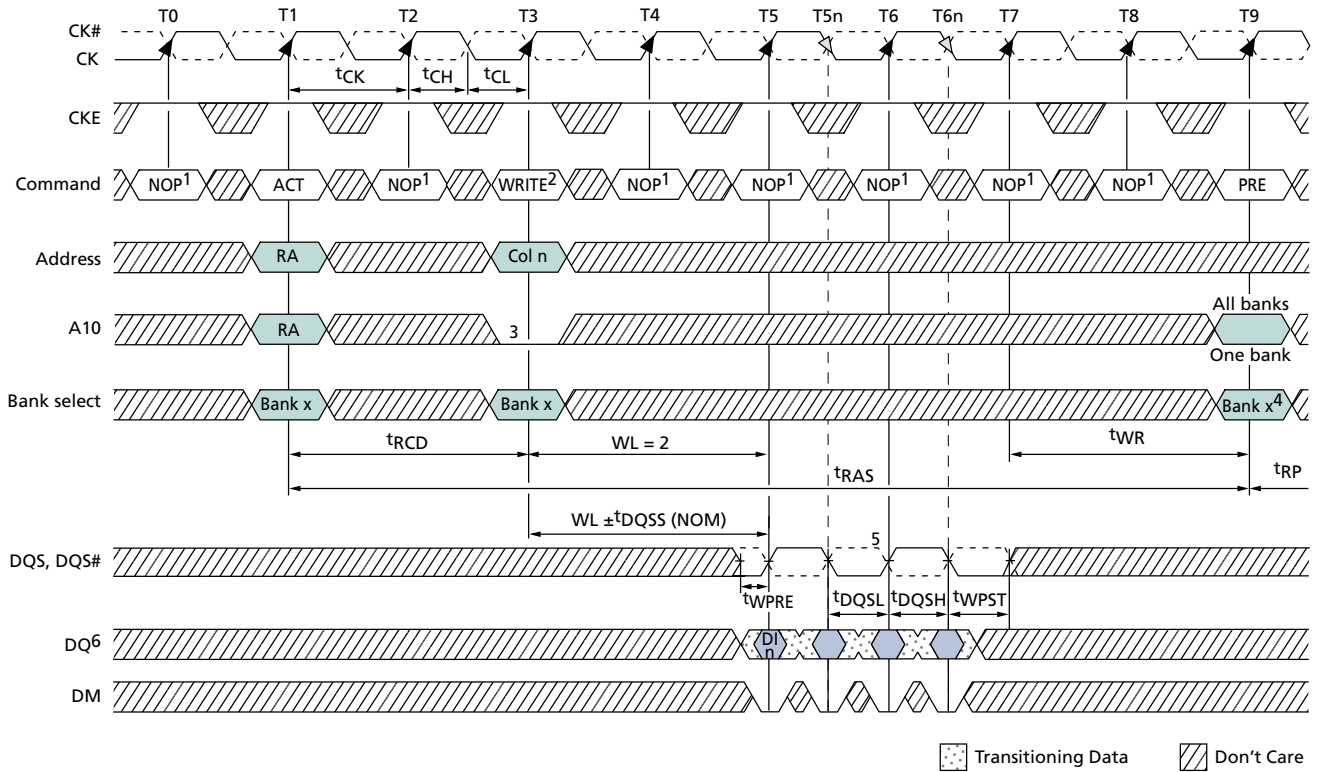 T0 T1 T2 T3 T4 T5 T5n T6 T6n T7 T8 T9
CK#
CK
tCK tCH tCL
CKE
Command NOP1 ACT NOP1 WRITE2 NOP1 NOP1 NOP1 NOP1 NOP1 PRE
Address RA Col n
All banks
A10 RA 3
One bank
Bank select Bank x Bank x Bank x4
tRCD WL = 2 tWR
tRAS tRP
WL ±tDQSS (NOM)
5
DQS, DQS#
tWPRE tDQSL tDQSH tWPST
DQ6 DI
n
DM
Transitioning Data Don't Care